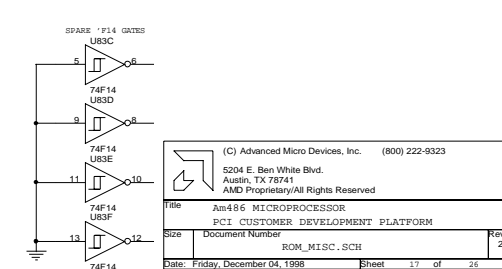 SPARE 'F14 GATES
U83C
5 6
74F14
U83D
9 8
74F14
U83E
11 10
74F14
U83F
13 12
74F14
(C) Advanced Micro Devices, Inc. (800) 222-9323
5204 E. Ben White Blvd.
Austin, TX 78741
AMD Proprietary/All Rights Reserved
Title
Am486 MICROPROCESSOR
PCI CUSTOMER DEVELOPMENT PLATFORM
Size Document Number Rev
ROM_MISC.SCH 2
Date: Friday, December 04, 1998 Sheet 17 of 26